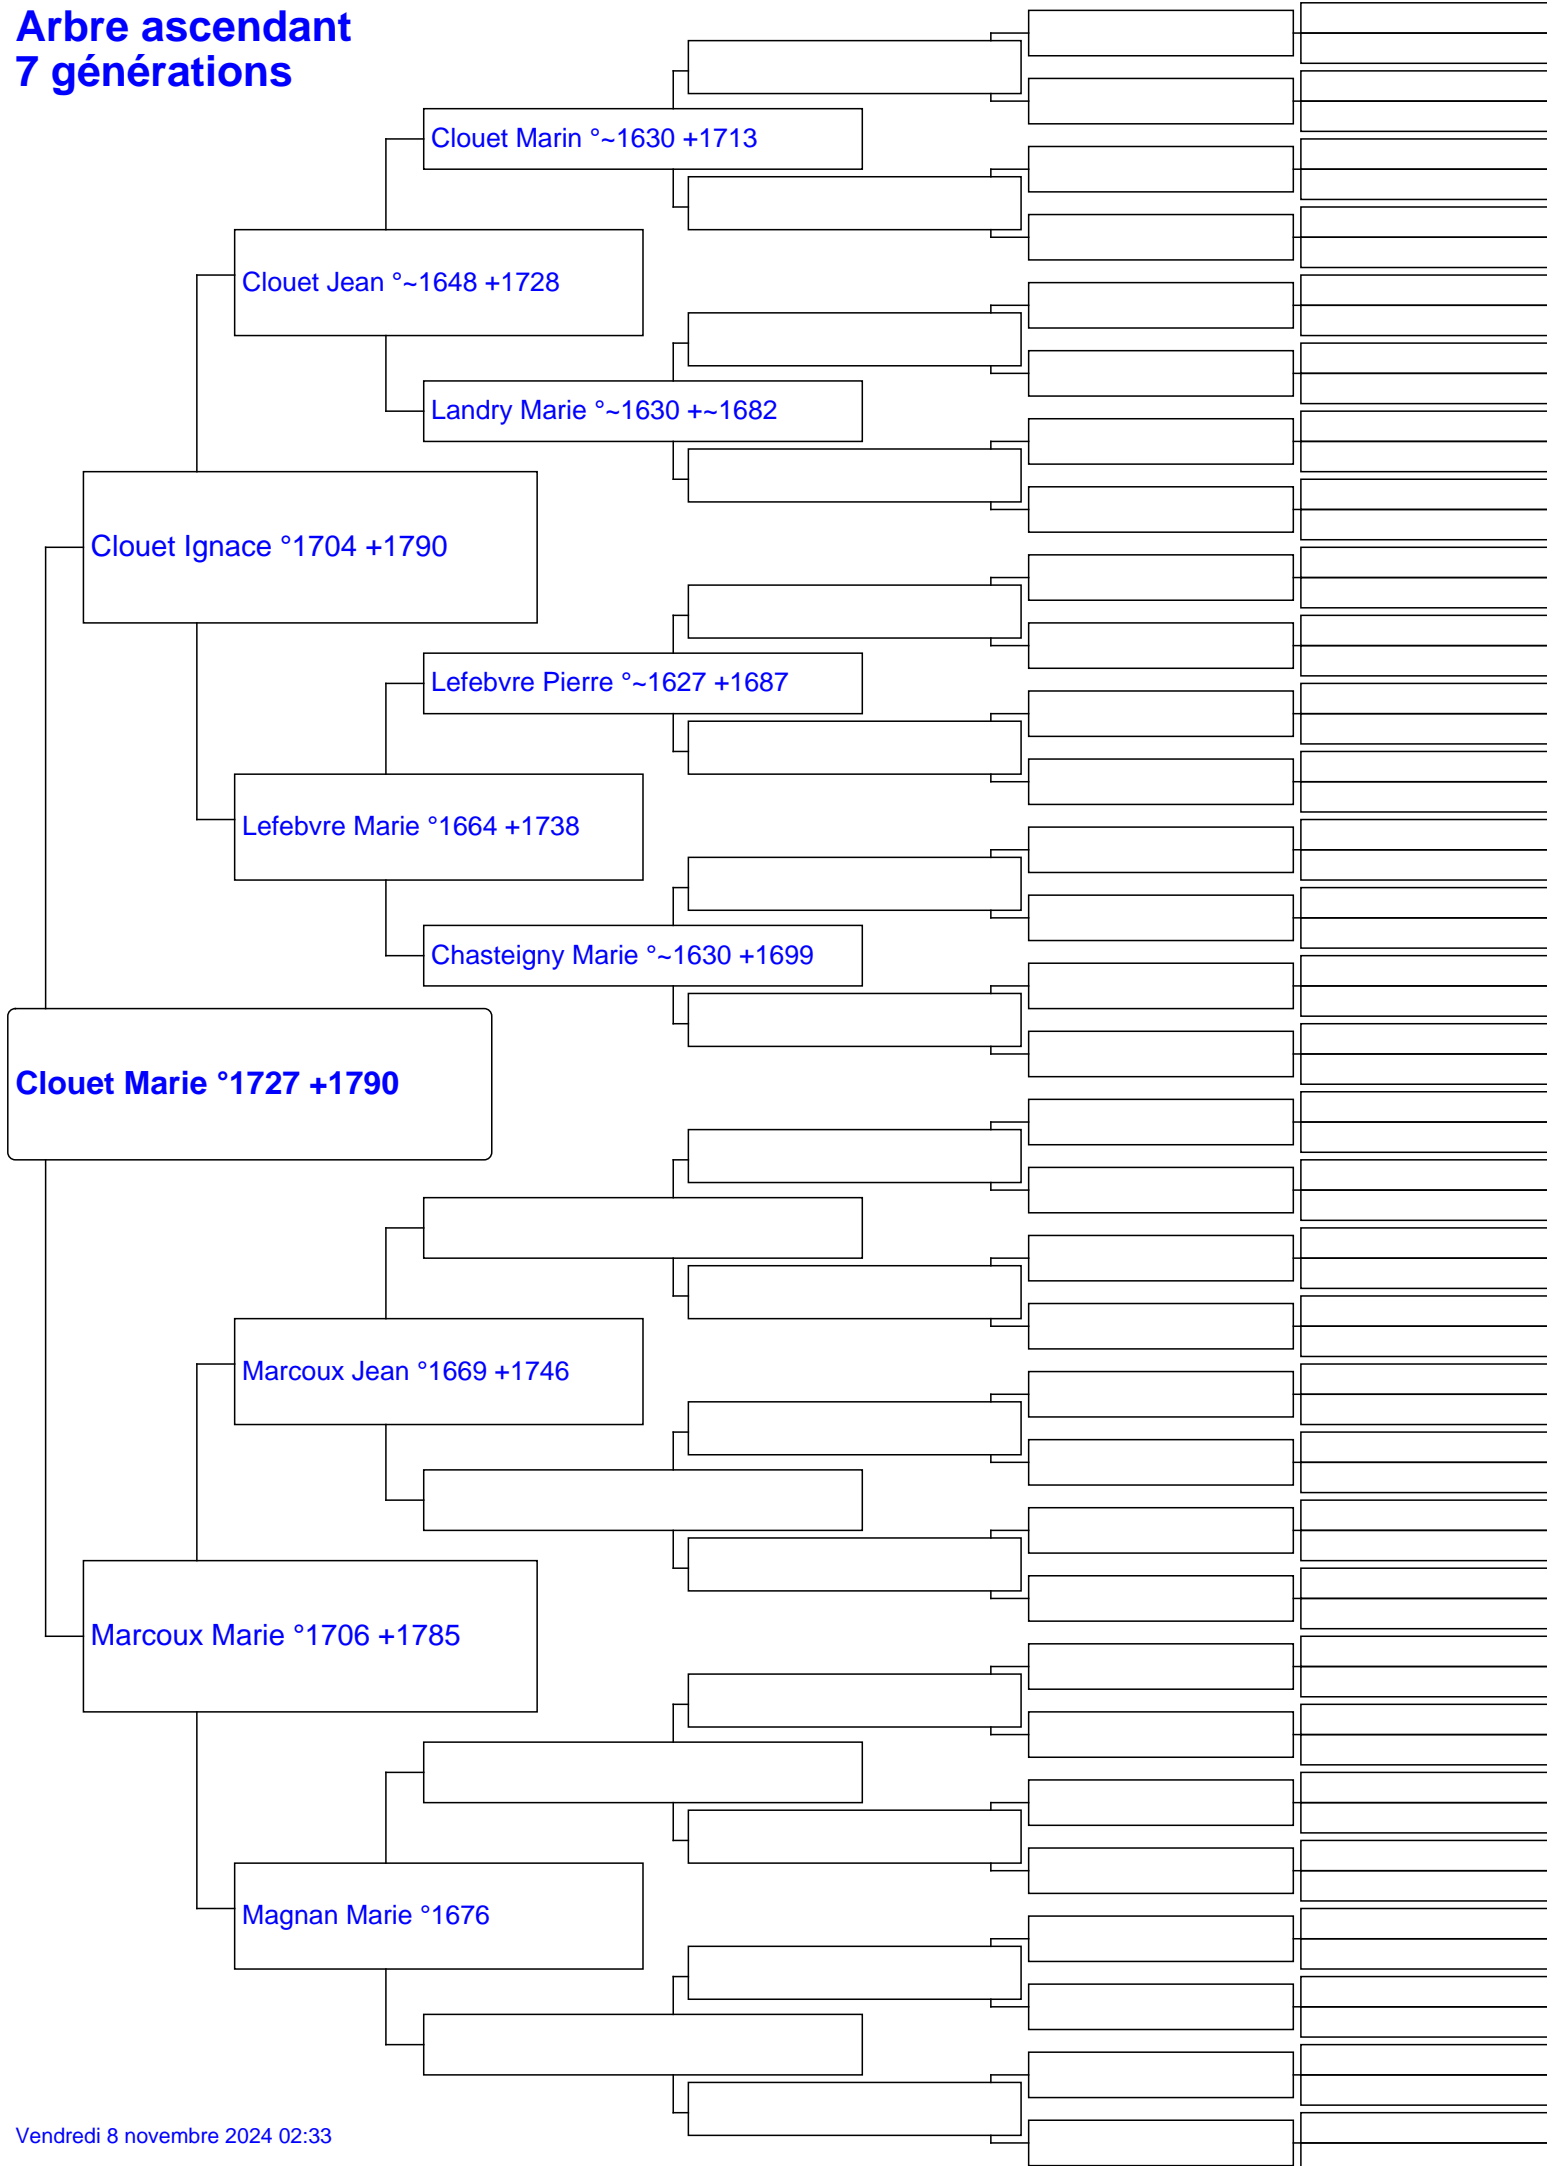 Arbre ascendant
7 générations
Clouet Marin °~1630 +1713
Clouet Jean °~1648 +1728
Landry Marie °~1630 +~1682
Clouet Ignace °1704 +1790
Lefebvre Pierre °~1627 +1687
Lefebvre Marie °1664 +1738
Chasteigny Marie °~1630 +1699
Clouet Marie °1727 +1790
Marcoux Jean °1669 +1746
Marcoux Marie °1706 +1785
Magnan Marie °1676
Vendredi 8 novembre 2024 02:33